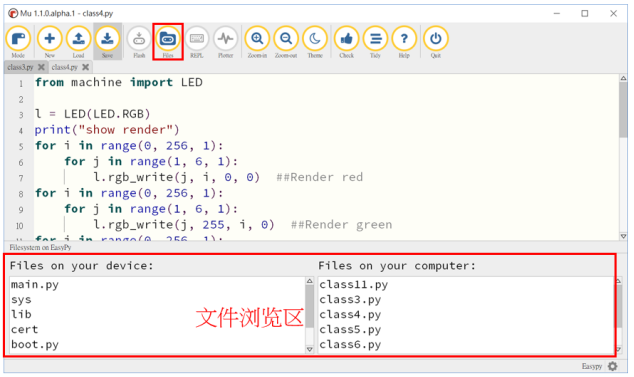 Mu 1.1.0.alpha.1 - class4.py
Mode New Load Save Flash Files REPL Plotter Zoom-in Zoom-out Theme Check Tidy Help Quit
class3.py class4.py
1 from machine import LED
2
3 l = LED(LED.RGB)
4 print("show render")
5 for i in range(0, 256, 1):
6 for j in range(1, 6, 1):
7 l.rgb_write(j, i, 0, 0) ##Render red
8 for i in range(0, 256, 1):
9 for j in range(1, 6, 1):
10 l.rgb_write(j, 255, i, 0) ##Render green
11 for i in range(0, 256, 1):
Filesystem on EasyPy
Files on your device: Files on your computer:
main.py class11.py
sys class3.py
lib class4.py
文件浏览区
cert class5.py
boot.py class6.py
Easypy